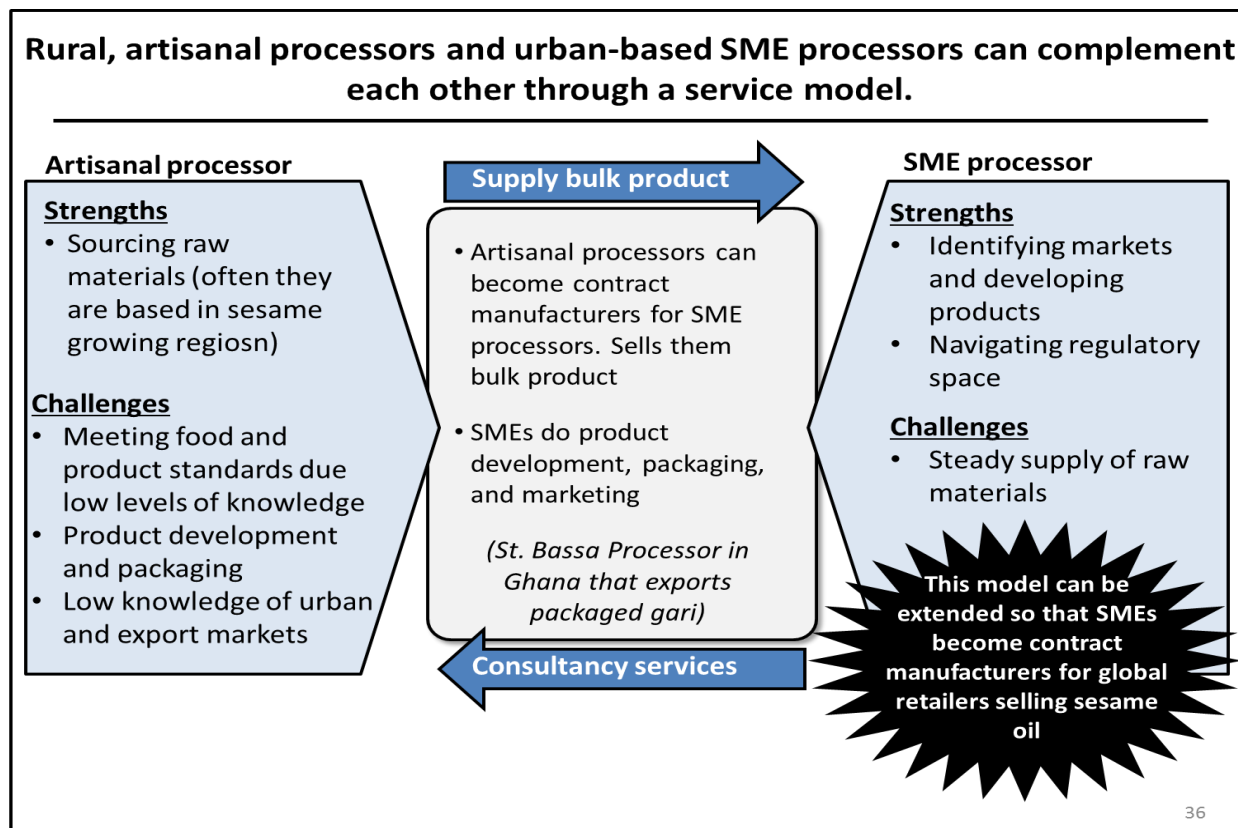 Rural, artisanal processors and urban-based SME processors can complement
each other through a service model.
Artisanal processor
Strengths
• Sourcing raw
materials (often they
are based in sesame
growing regiosn)
Challenges
• Meeting food and
product standards due
low levels of knowledge
• Product development
and packaging
• Low knowledge of urban
and export markets
Supply bulk product
• Artisanal processors can
become contract
manufacturers for SME
processors. Sells them
bulk product
• SMEs do product
development, packaging,
and marketing
(St. Bassa Processor in
Ghana that exports
packaged gari)
Consultancy services
SME processor
Strengths
• Identifying markets
and developing
products
• Navigating regulatory
space
Challenges
• Steady supply of raw
materials
This model can be
extended so that SMEs
become contract
manufacturers for global
retailers selling sesame
oil
36